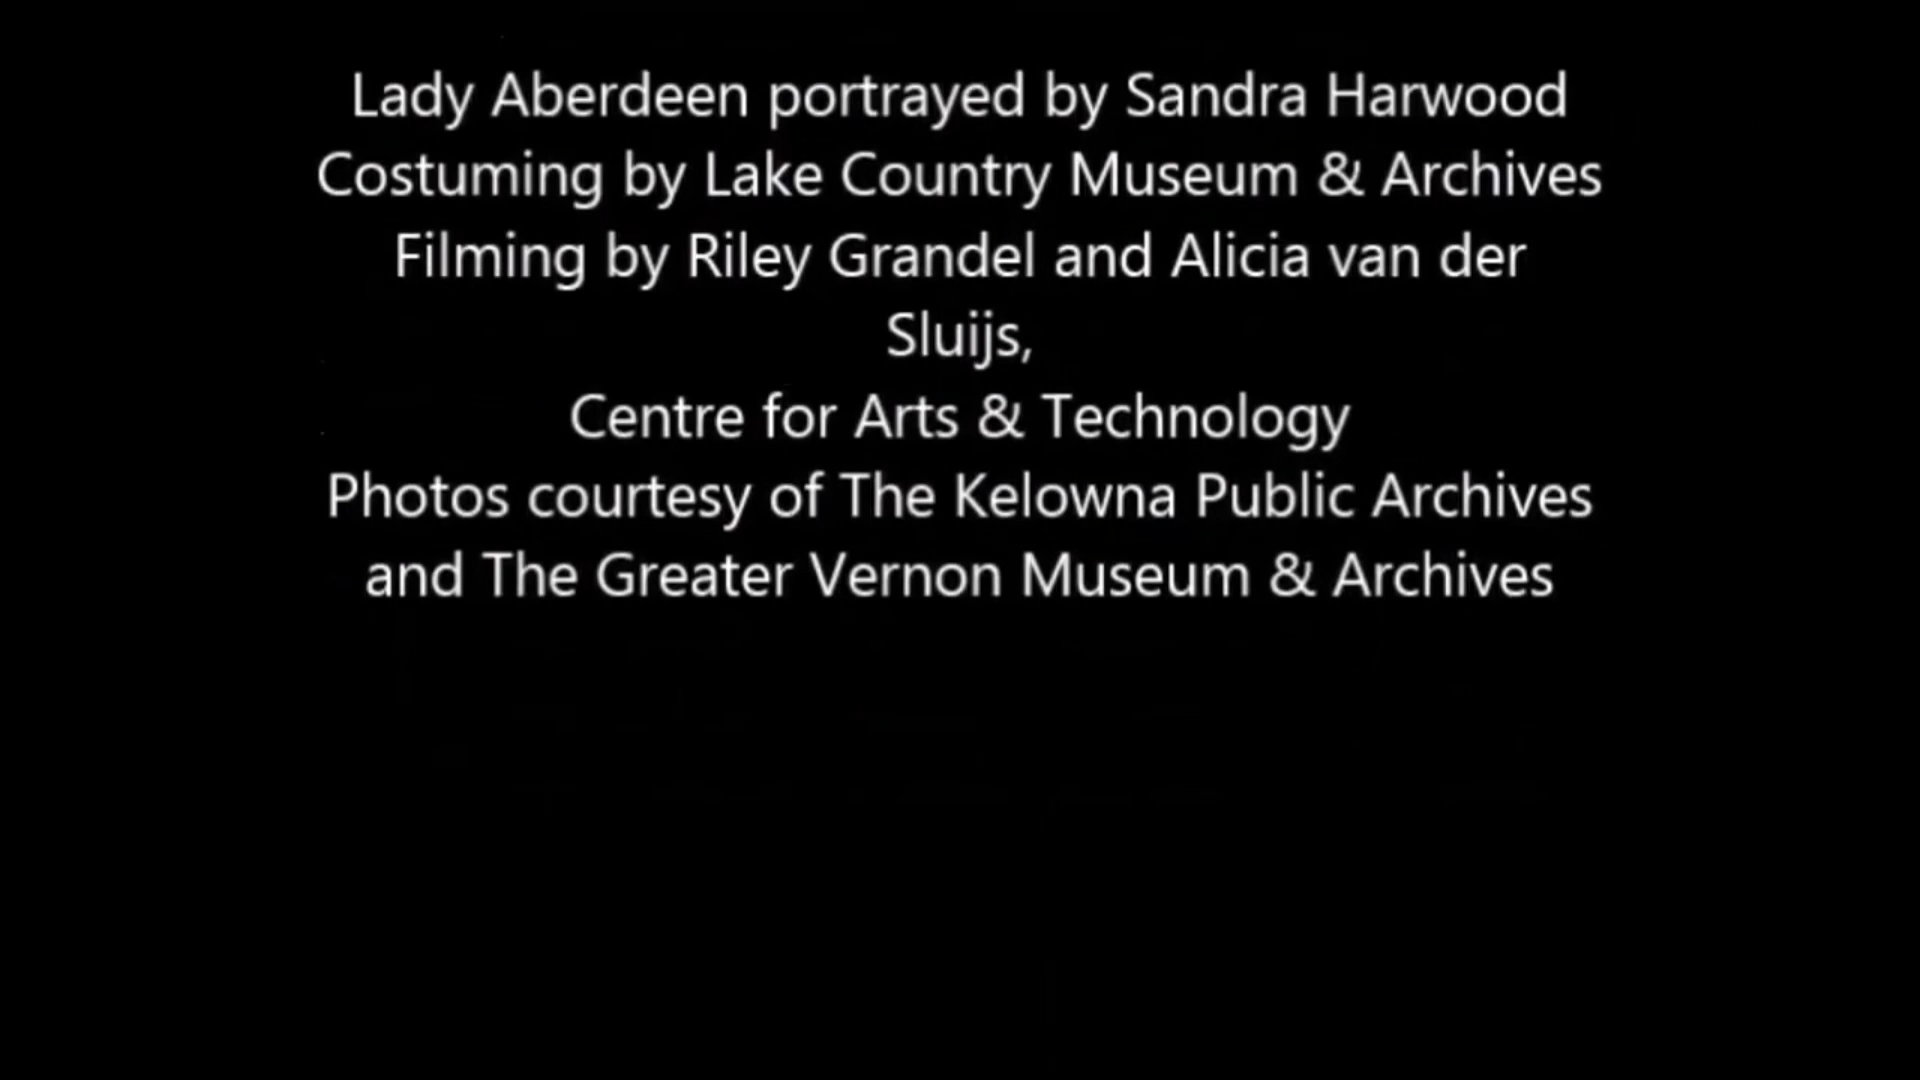 Lady Aberdeen portrayed by Sandra Harwood
Costuming by Lake Country Museum & Archives
Filming by Riley Grandel and Alicia van der
Sluijs,
Centre for Arts & Technology
Photos courtesy of The Kelowna Public Archives
and The Greater Vernon Museum & Archives